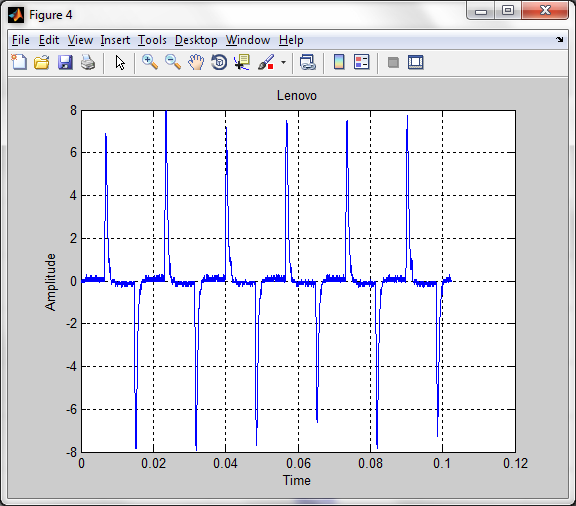 Figure 4
File Edit View Insert Tools Desktop Window Help
Lenovo
8
6
4
2
0
-2
-4
-6
-8
Amplitude
0 0.02 0.04 0.06 0.08 0.1 0.12
Time